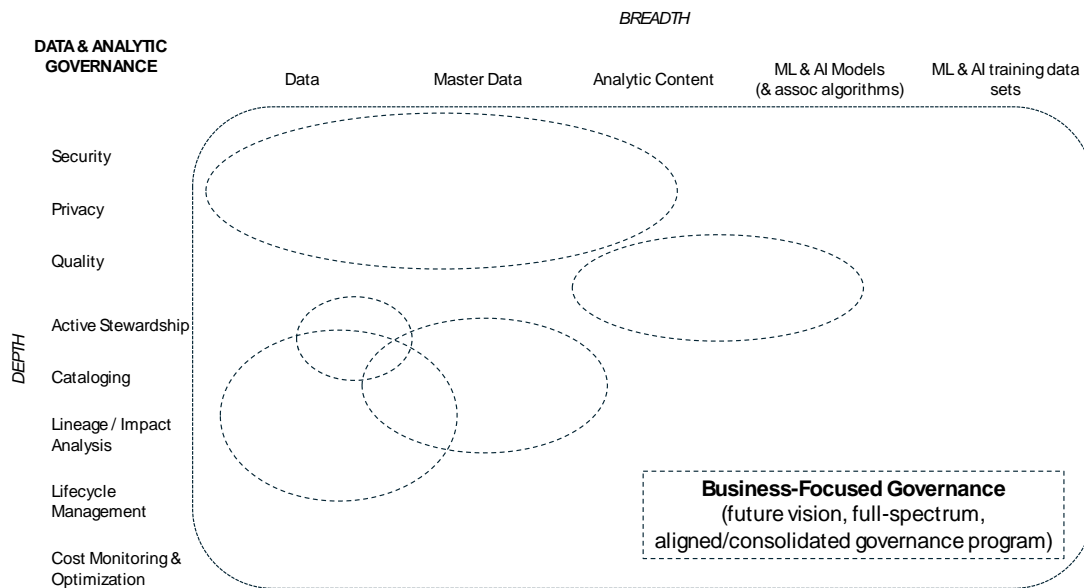 BREADTH
DATA & ANALYTIC
GOVERNANCE
Data
Master Data
Analytic Content
ML & AI Models
(& assoc algorithms)
ML & AI training data
sets
DEPTH
Security
Privacy
Quality
Active Stewardship
Cataloging
Lineage / Impact
Analysis
Lifecycle
Management
Cost Monitoring &
Optimization
Business-Focused Governance
(future vision, full-spectrum,
aligned/consolidated governance program)